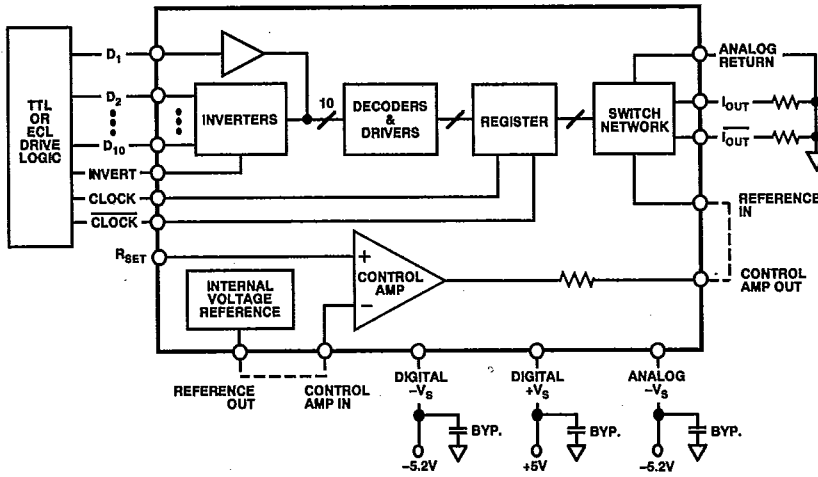 TTL
OR
ECL
DRIVE
LOGIC
D1
D2
D10
INVERT
CLOCK
CLOCK
RSET
INVERTERS
10
DECODERS
&
DRIVERS
REGISTER
SWITCH
NETWORK
ANALOG
RETURN
IOUT
IOUT
REFERENCE
IN
CONTROL
AMP OUT
+
CONTROL
AMP
–
INTERNAL
VOLTAGE
REFERENCE
REFERENCE
OUT
CONTROL
AMP IN
DIGITAL
–VS
BYP.
–5.2V
DIGITAL
+VS
BYP.
+5V
ANALOG
–VS
BYP.
–5.2V